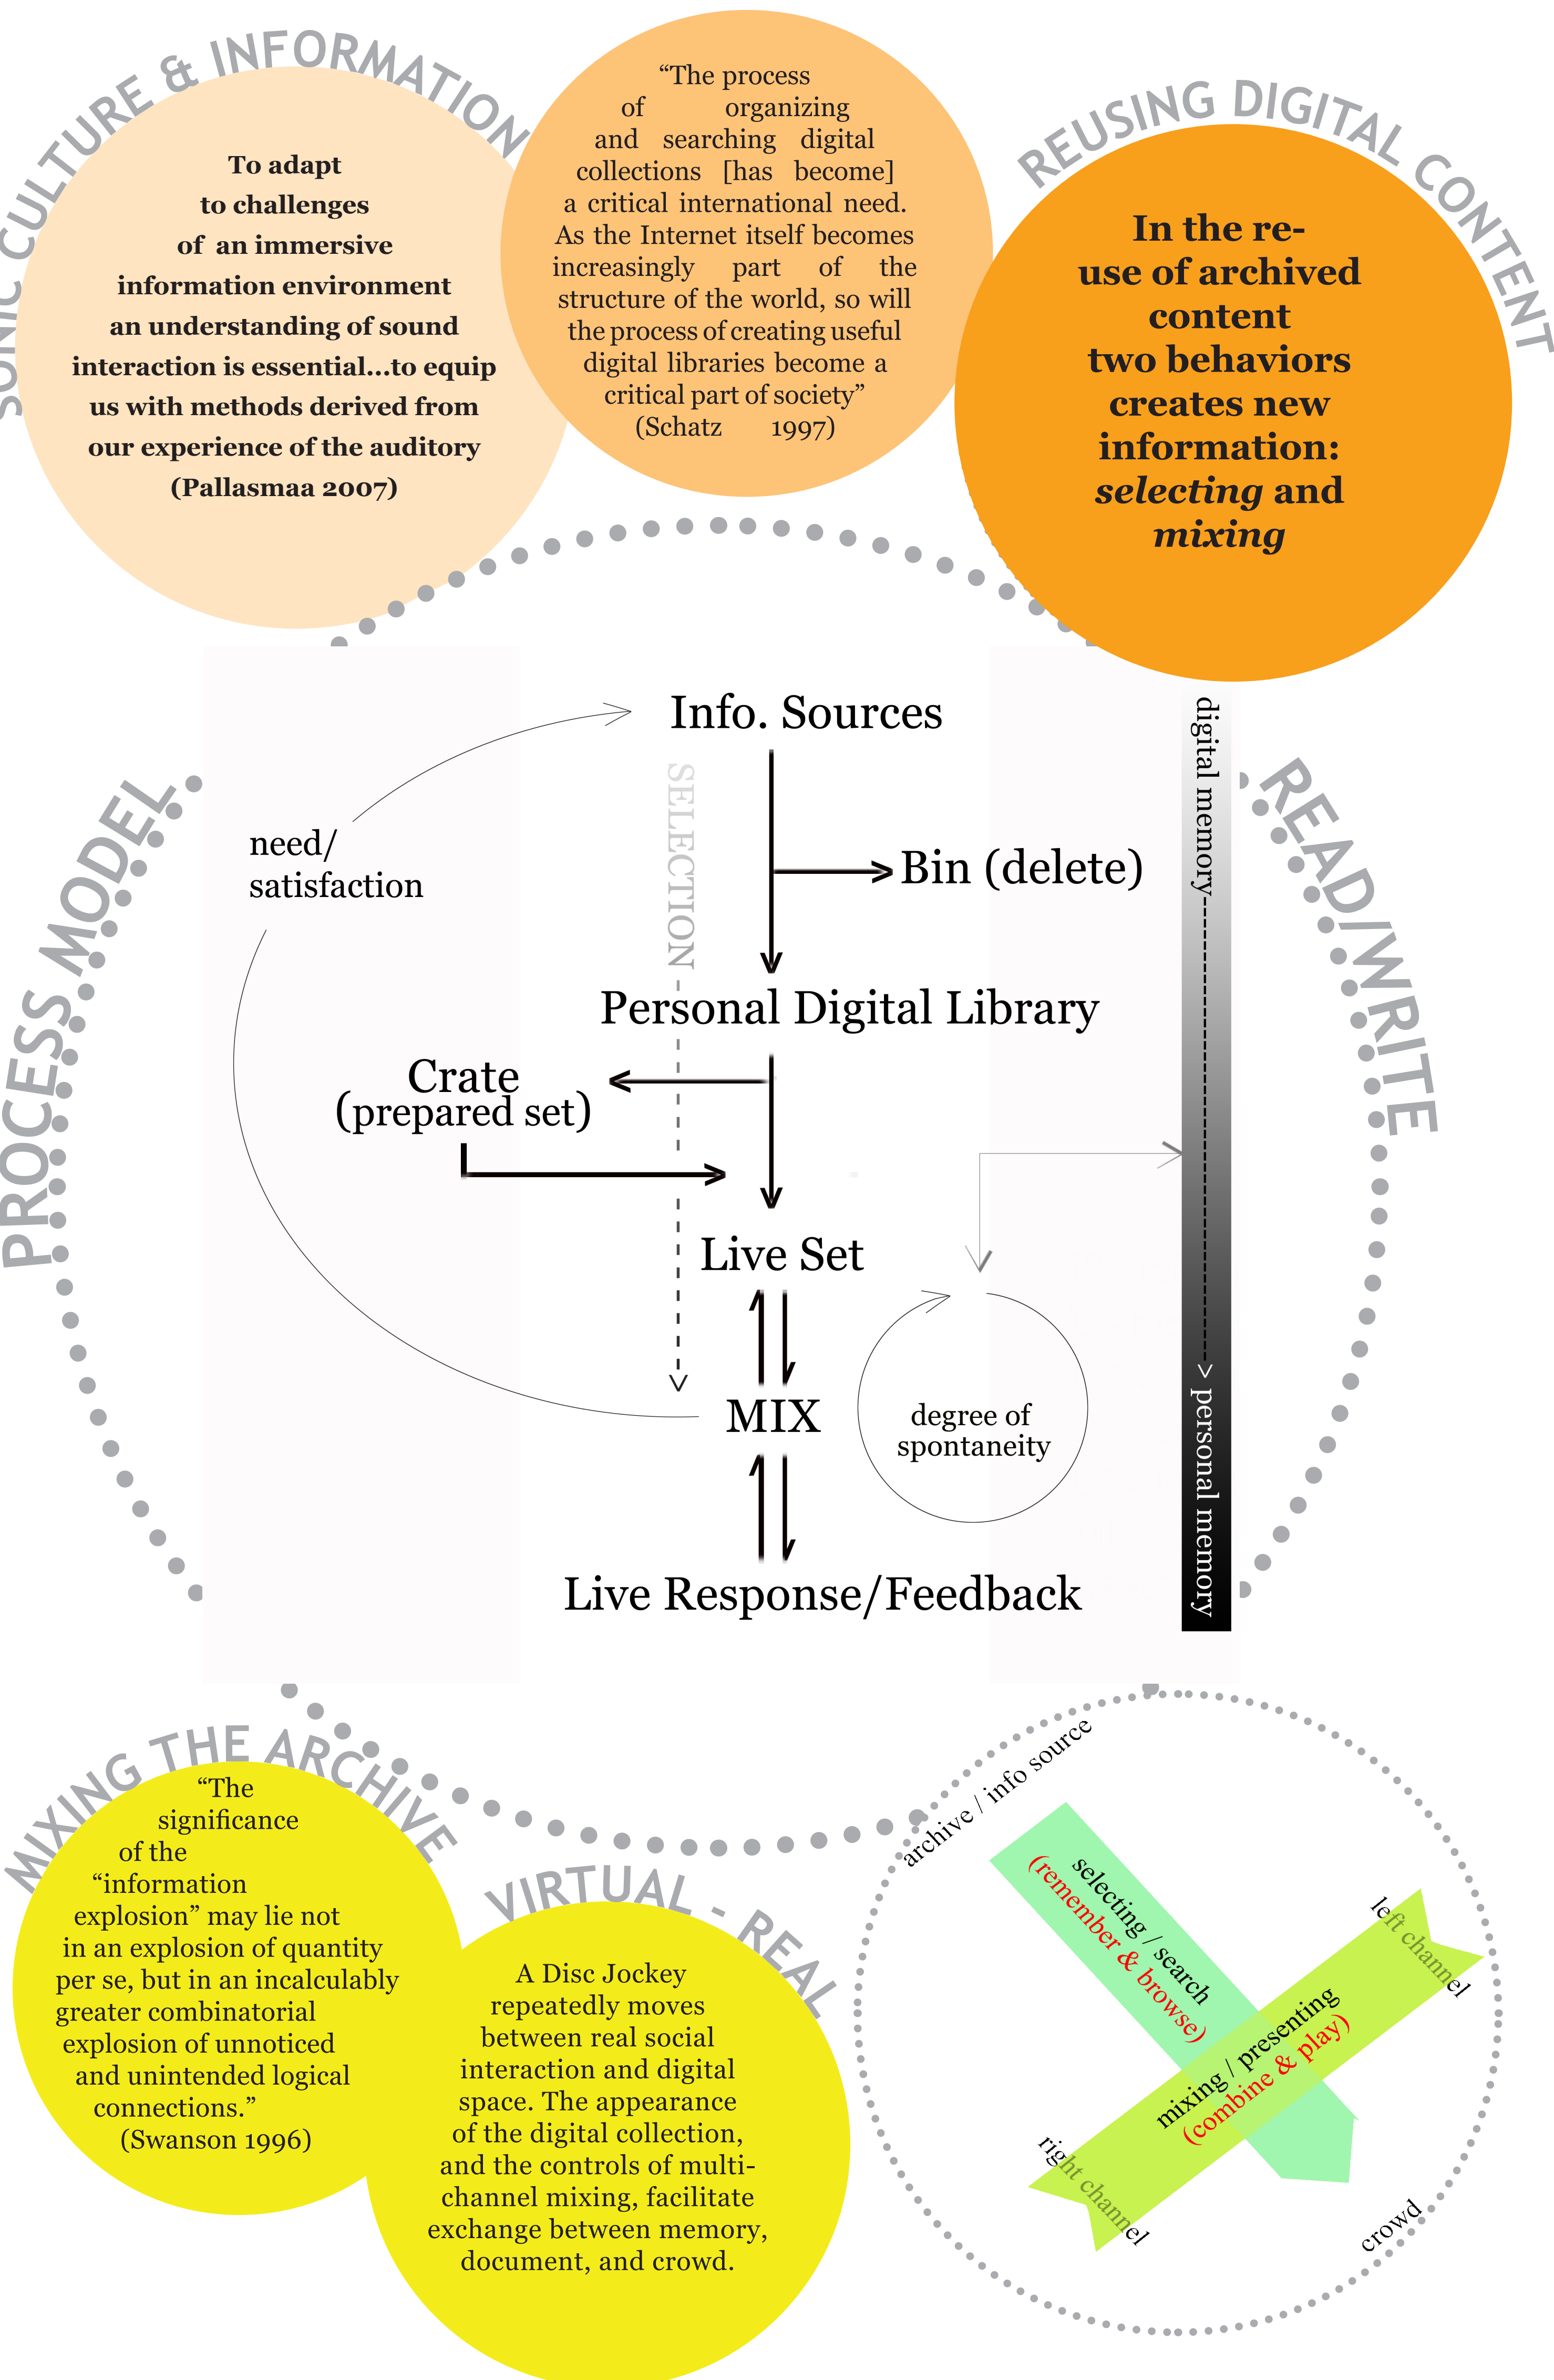 SONIC CULTURE & INFORMATION
To adapt
to challenges
of an immersive
information environment
an understanding of sound
interaction is essential...to equip
us with methods derived from
our experience of the auditory
(Pallasmaa 2007)
“The process
of organizing
and searching digital
collections [has become]
a critical international need.
As the Internet itself becomes
increasingly part of the
structure of the world, so will
the process of creating useful
digital libraries become a
critical part of society”
(Schatz 1997)
REUSING DIGITAL CONTENT
In the re-
use of archived
content
two behaviors
creates new
information:
selecting and
mixing
PROCESS MODEL
READ/WRITE
Info. Sources
SELECTION
need/
satisfaction
Bin (delete)
Personal Digital Library
Crate
(prepared set)
Live Set
MIX
degree of
spontaneity
Live Response/Feedback
digital memory----------------------> personal memory
MIXING THE ARCHIVE
“The
significance
of the
“information
explosion” may lie not
in an explosion of quantity
per se, but in an incalculably
greater combinatorial
explosion of unnoticed
and unintended logical
connections.”
(Swanson 1996)
VIRTUAL - REAL
A Disc Jockey
repeatedly moves
between real social
interaction and digital
space. The appearance
of the digital collection,
and the controls of multi-
channel mixing, facilitate
exchange between memory,
document, and crowd.
archive / info source
selecting / search
(remember & browse)
left channel
mixing / presenting
(combine & play)
right channel
crowd